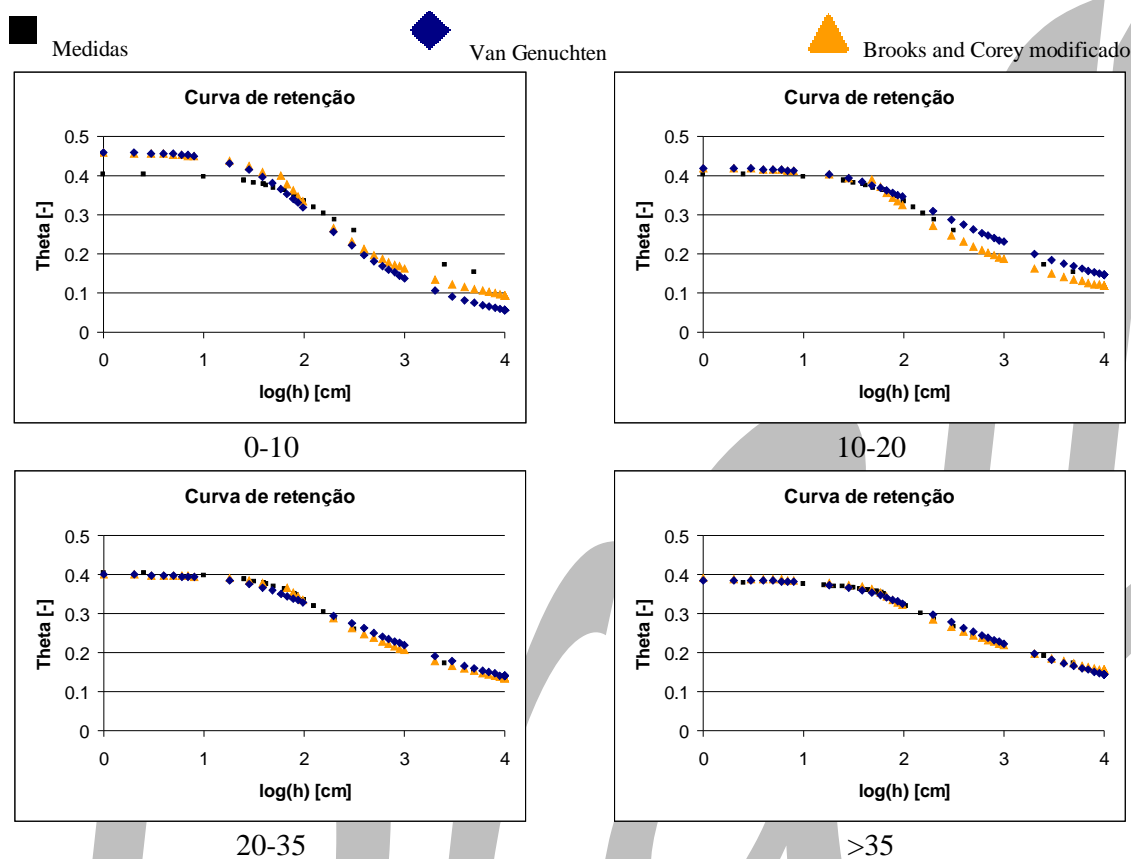 Medidas
Van Genuchten
Brooks and Corey modificado
Curva de retenção
Theta [-]
0.5
0.4
0.3
0.2
0.1
0
0 1 2 3 4
log(h) [cm]
0-10
Curva de retenção
Theta [-]
0.5
0.4
0.3
0.2
0.1
0
0 1 2 3 4
log(h) [cm]
10-20
Curva de retenção
Theta [-]
0.5
0.4
0.3
0.2
0.1
0
0 1 2 3 4
log(h) [cm]
20-35
Curva de retenção
Theta [-]
0.5
0.4
0.3
0.2
0.1
0
0 1 2 3 4
log(h) [cm]
>35